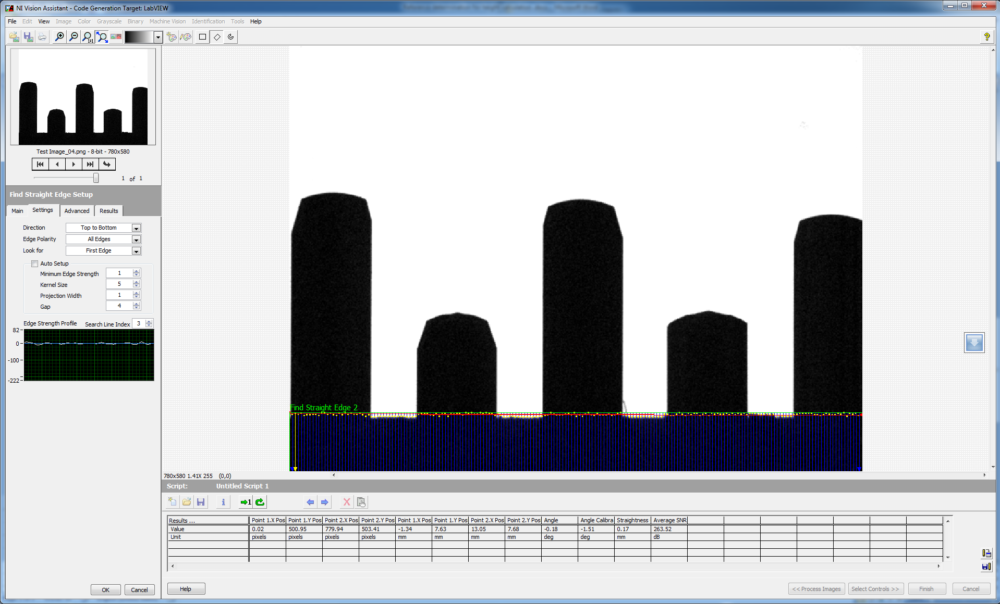 NI Vision Assistant - Code Generation Target: LabVIEW
File Edit View Image Color Grayscale Binary Machine Vision Identification Tools Help
1:1
?
Test Image_04.png - 8-bit - 780x580
1 of 1
Find Straight Edge Setup
Main Settings Advanced Results
Direction Top to Bottom
Edge Polarity All Edges
Look for First Edge
Auto Setup
Minimum Edge Strength 1
Kernel Size 5
Projection Width 1
Gap 4
Edge Strength Profile Search Line Index 3
82
0
-100
-222
Find Straight Edge 2
780x580 1.41X 255 (0,0)
Script: Untitled Script 1
i 1
Results ... Point 1.X Pos Point 1.Y Pos Point 2.X Pos Point 2.Y Pos Point 1.X Pos Point 1.Y Pos Point 2.X Pos Point 2.Y Pos Angle Angle Calibra Straightness Average SNR
Value 0.02 500.95 779.94 503.41 -1.34 7.63 13.05 7.68 -0.18 -1.51 0.17 263.52
Unit pixels pixels pixels pixels mm mm mm mm deg deg mm dB
OK Cancel Help << Process Images Select Controls >> Finish Cancel